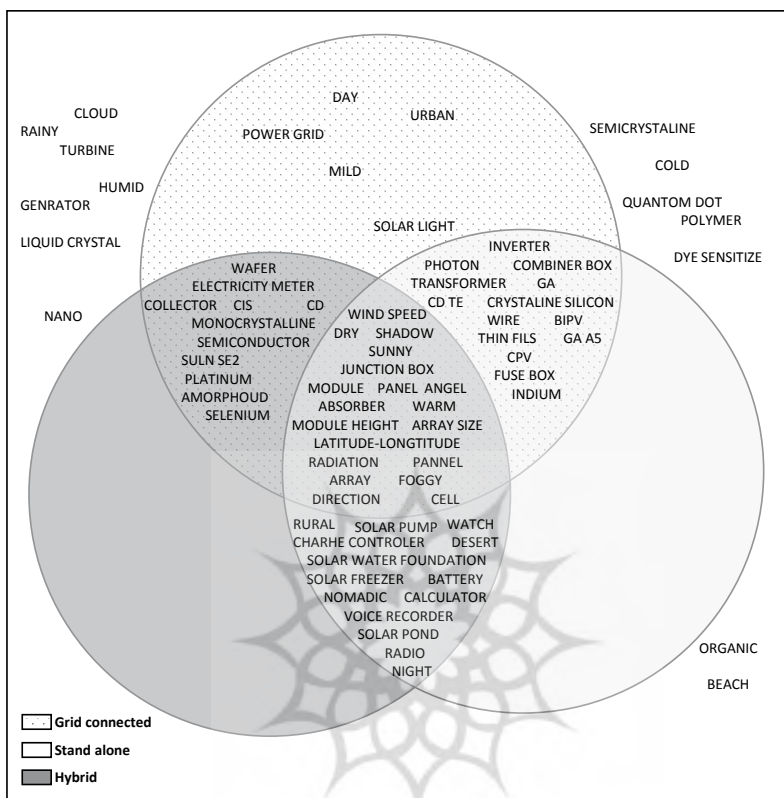 DAY
URBAN
POWER GRID
MILD
SOLAR LIGHT
CLOUD
RAINY
TURBINE
HUMID
GENRATOR
LIQUID CRYSTAL
NANO
SEMICRYSTALINE
COLD
QUANTOM DOT
POLYMER
DYE SENSITIZE
WAFER
ELECTRICITY METER
COLLECTOR CIS CD
MONOCRYSTALLINE
SEMICONDUCTOR
SULN SE2
PLATINUM
AMORPHOUD
SELENIUM
INVERTER
PHOTON COMBINER BOX
TRANSFORMER GA
CD TE CRYSTALINE SILICON
WIRE BIPV
THIN FILS GA A5
CPV
FUSE BOX
INDIUM
WIND SPEED
DRY SHADOW
SUNNY
JUNCTION BOX
MODULE PANEL ANGEL
ABSORBER WARM
MODULE HEIGHT ARRAY SIZE
LATITUDE-LONGTITUDE
RADIATION PANNEL
ARRAY FOGGY
DIRECTION CELL
RURAL SOLAR PUMP WATCH
CHARHE CONTROLER DESERT
SOLAR WATER FOUNDATION
SOLAR FREEZER BATTERY
NOMADIC CALCULATOR
VOICE RECORDER
SOLAR POND
RADIO
NIGHT
ORGANIC
BEACH
Grid connected
Stand alone
Hybrid